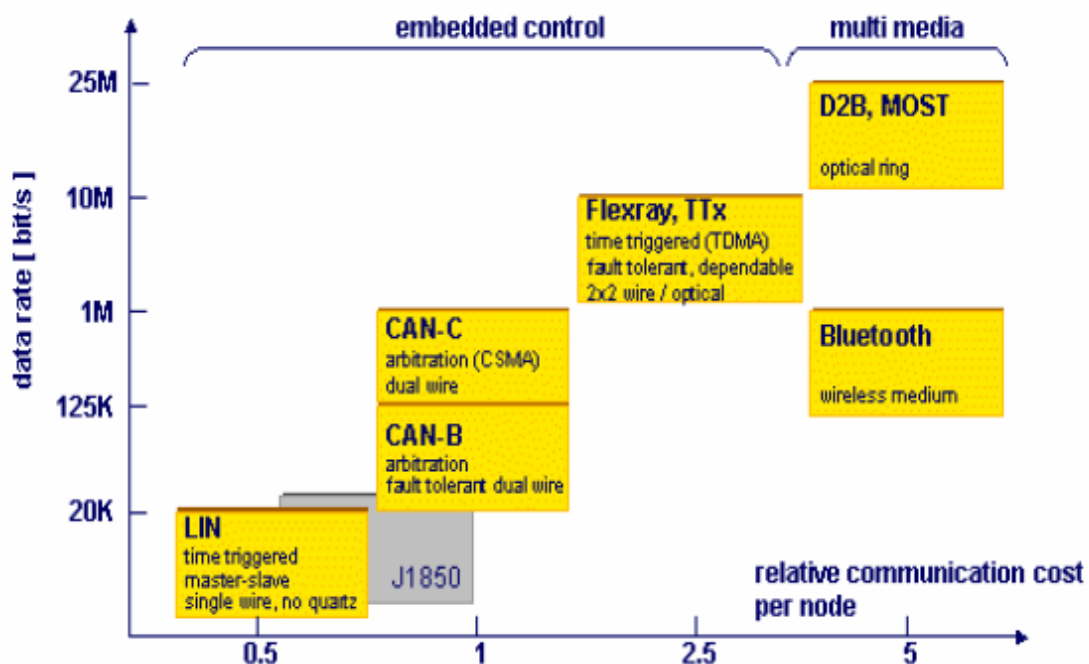 embedded control
multi media
25M
D2B, MOST
optical ring
data rate [ bit/s ]
10M
Flexray, TTx
time triggered (TDMA)
fault tolerant, dependable
2x2 wire / optical
1M
CAN-C
arbitration (CSMA)
dual wire
Bluetooth
wireless medium
125K
CAN-B
arbitration
fault tolerant dual wire
20K
LIN
time triggered
master-slave
single wire, no quartz
J1850
relative communication cost
per node
0.5
1
2.5
5